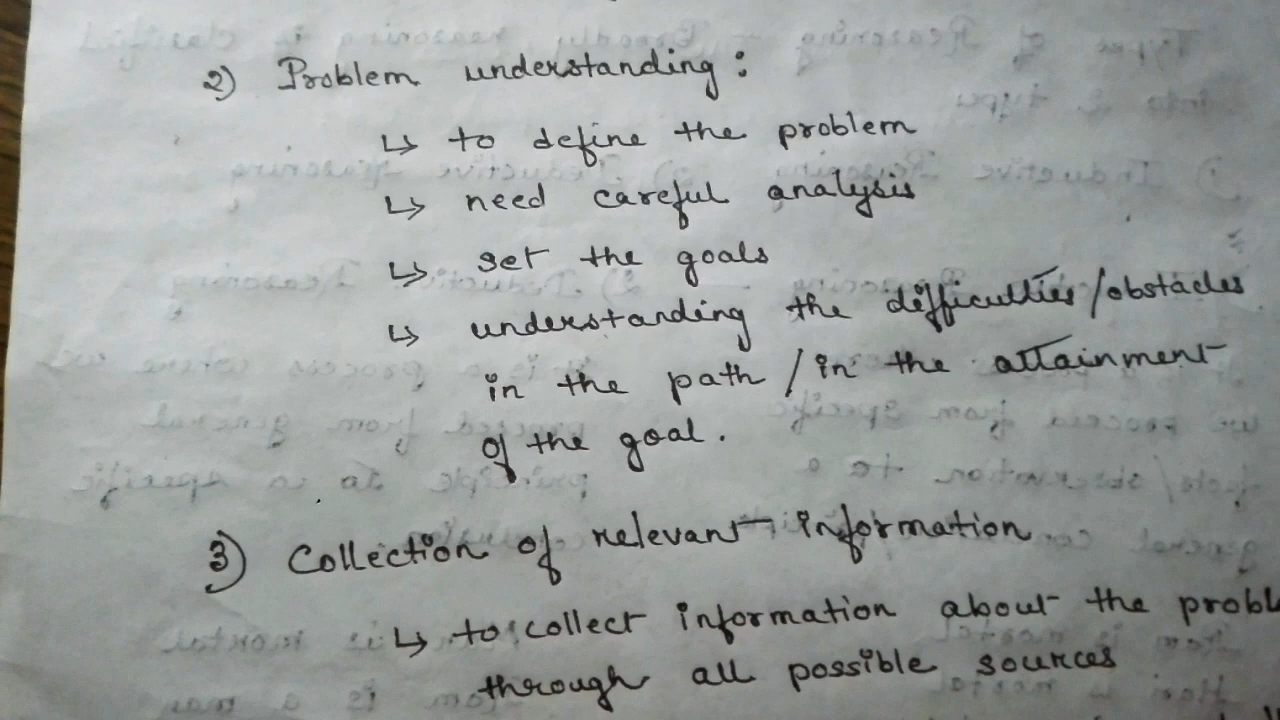 2) Problem understanding :
↳ to define the problem
↳ need careful analysis
↳ set the goals
↳ understanding the difficulties/obstacles
in the path / in the attainment
of the goal.
3) Collection of relevant information
↳ to collect information about the probl
through all possible sources